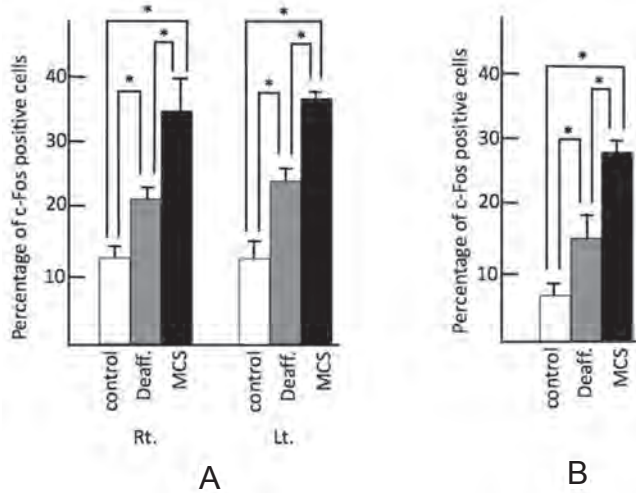 Percentage of c-Fos positive cells
40
30
20
10
* * * * * *
control Deaff. MCS control Deaff. MCS
Rt. Lt.
A
Percentage of c-Fos positive cells
40
30
20
10
* * *
control Deaff. MCS
B